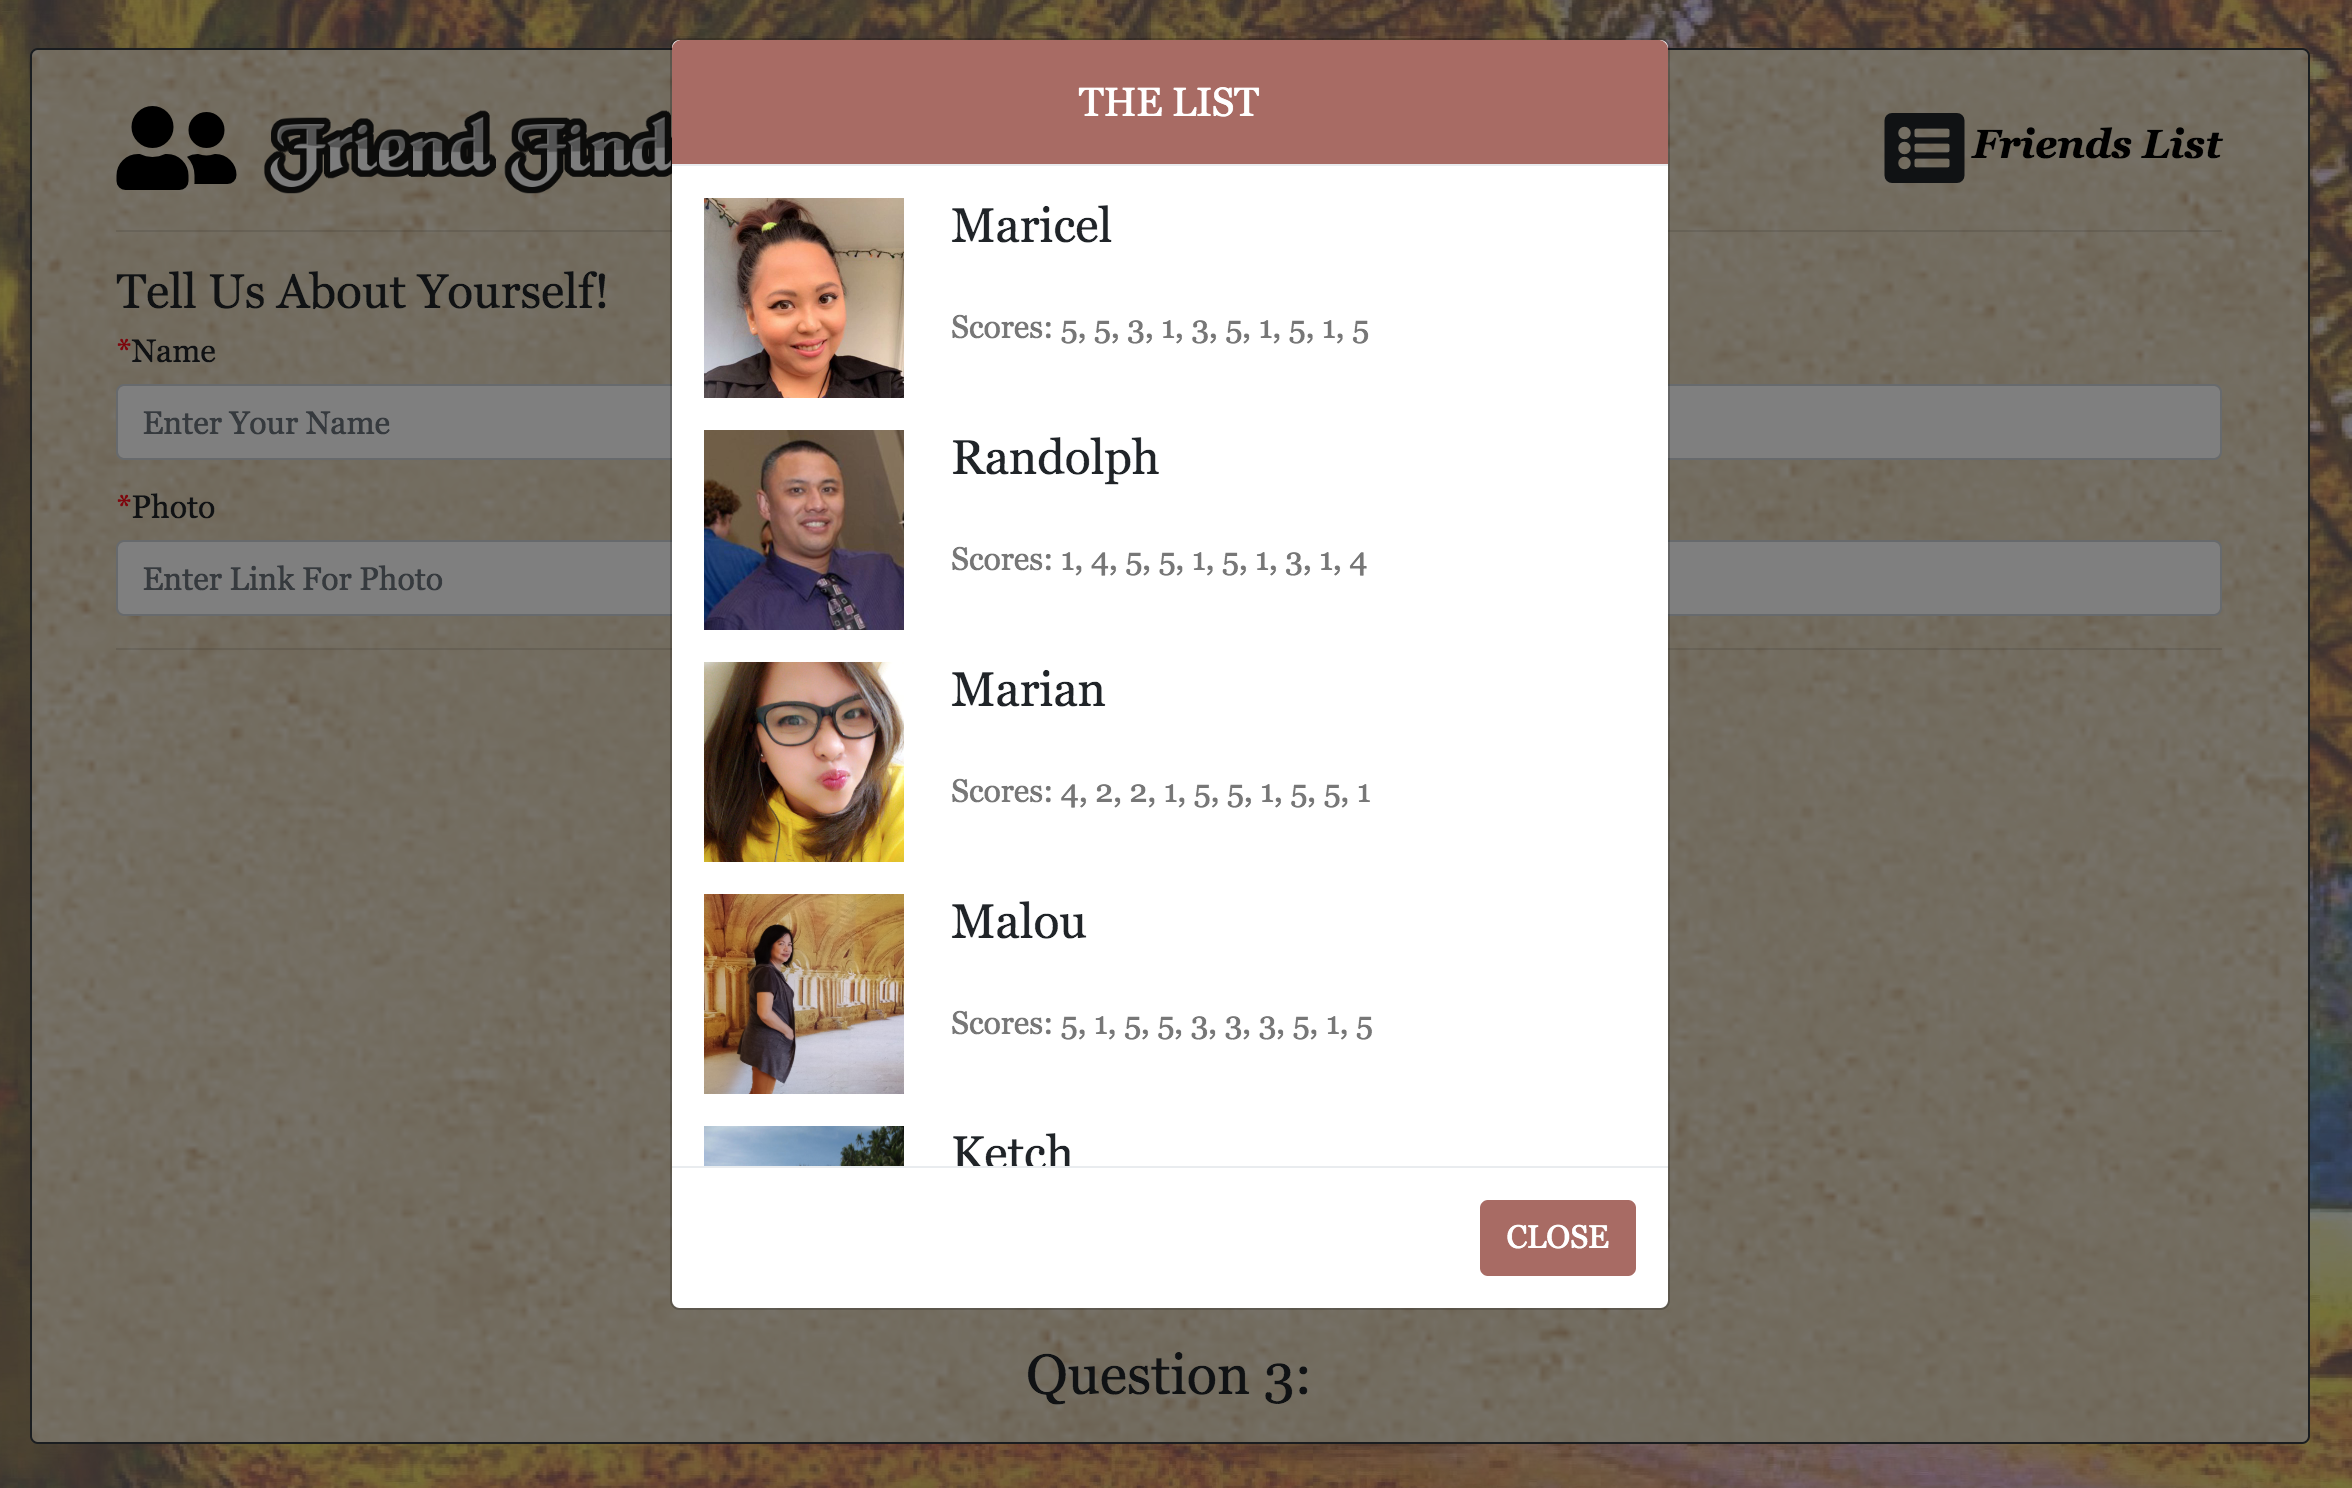 THE LIST
Friend Find
Friends List
Tell Us About Yourself!
*Name
Enter Your Name
*Photo
Enter Link For Photo
Maricel
Scores: 5, 5, 3, 1, 3, 5, 1, 5, 1, 5
Randolph
Scores: 1, 4, 5, 5, 1, 5, 1, 3, 1, 4
Marian
Scores: 4, 2, 2, 1, 5, 5, 1, 5, 5, 1
Malou
Scores: 5, 1, 5, 5, 3, 3, 3, 5, 1, 5
Ketch
CLOSE
Question 3: